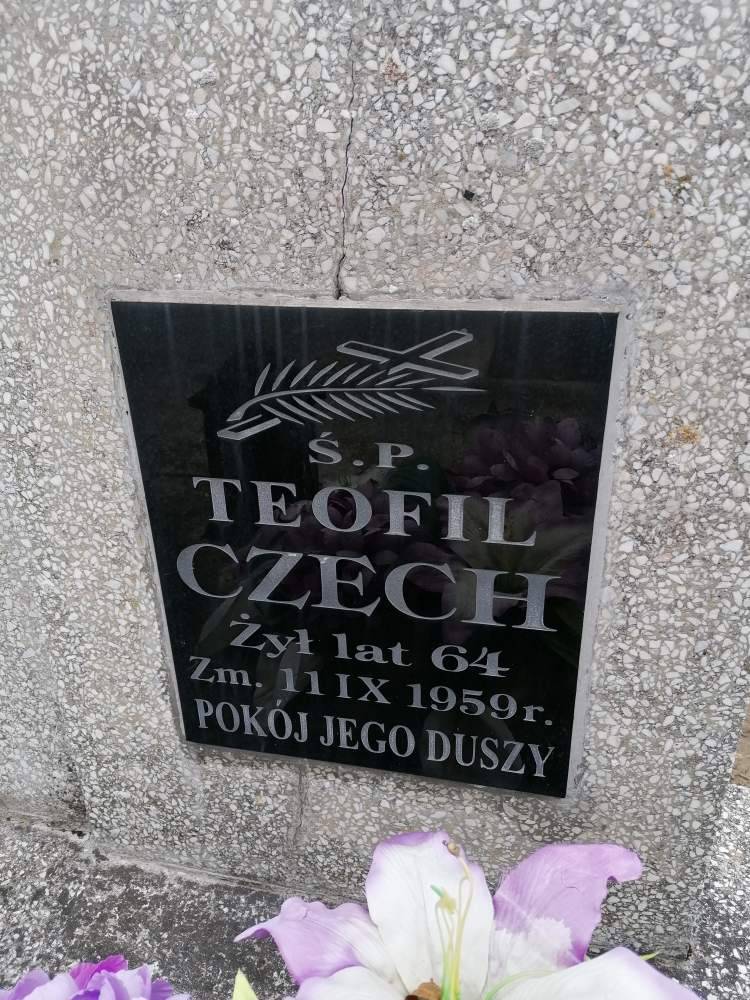 Ś.P.
TEOFIL
CZECH
Żył lat 64
Zm. 11 IX 1959 r.
POKÓJ JEGO DUSZY